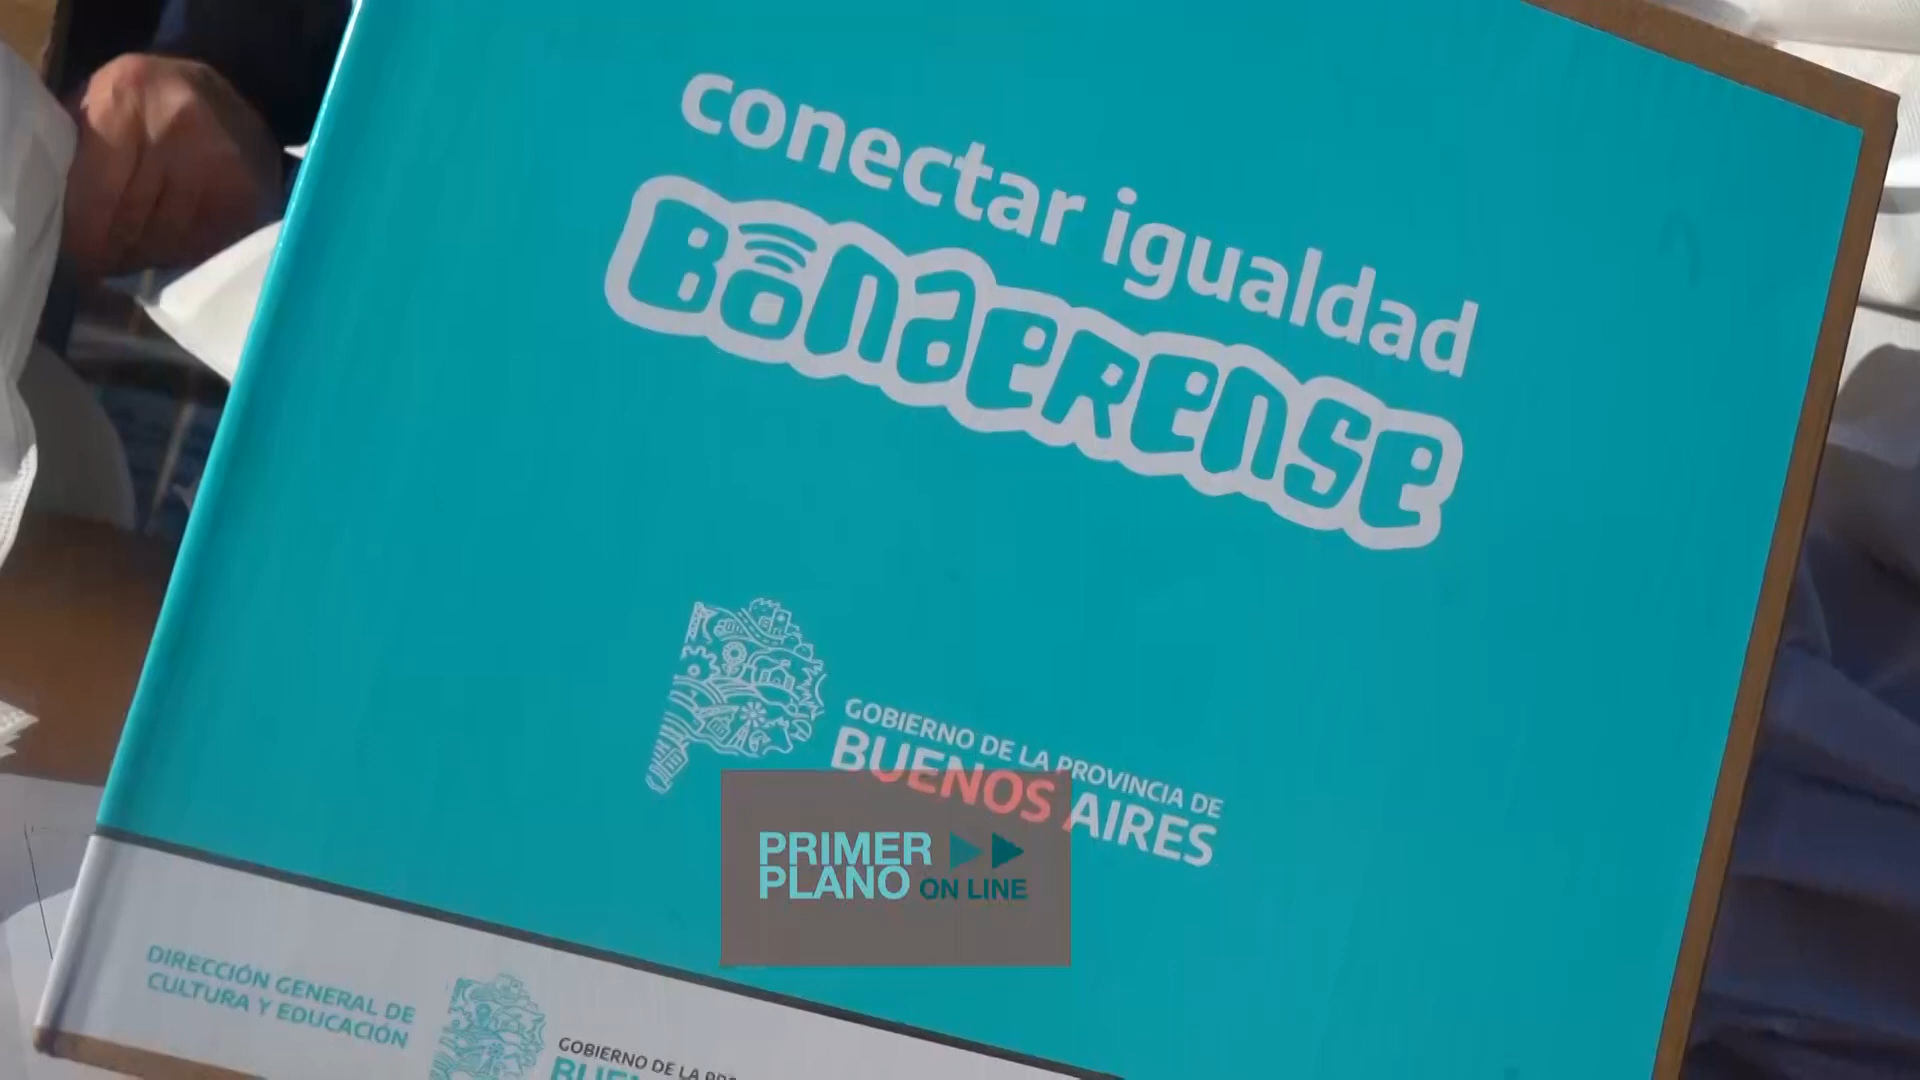 conectar igualdad
BONAERENSE
GOBIERNO DE LA PROVINCIA DE
BUENOS AIRES
PRIMER
PLANO ON LINE
DIRECCIÓN GENERAL DE
CULTURA Y EDUCACIÓN
GOBIERNO DE LA